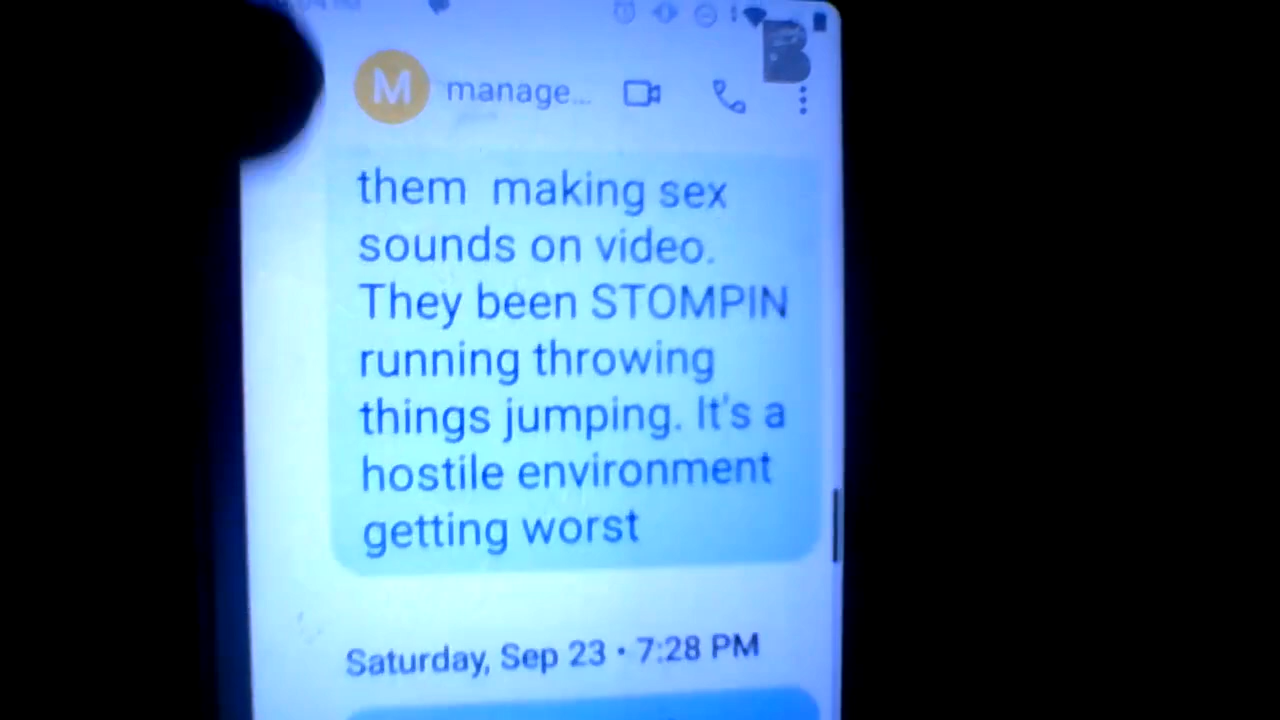 M manage...
B
them making sex
sounds on video.
They been STOMPIN
running throwing
things jumping. It's a
hostile environment
getting worst
Saturday, Sep 23 • 7:28 PM